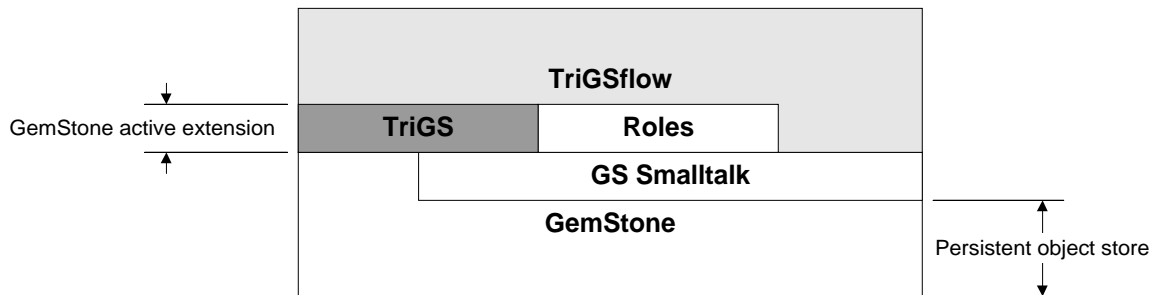 TriGSflow
GemStone active extension
TriGS
Roles
GS Smalltalk
GemStone
Persistent object store